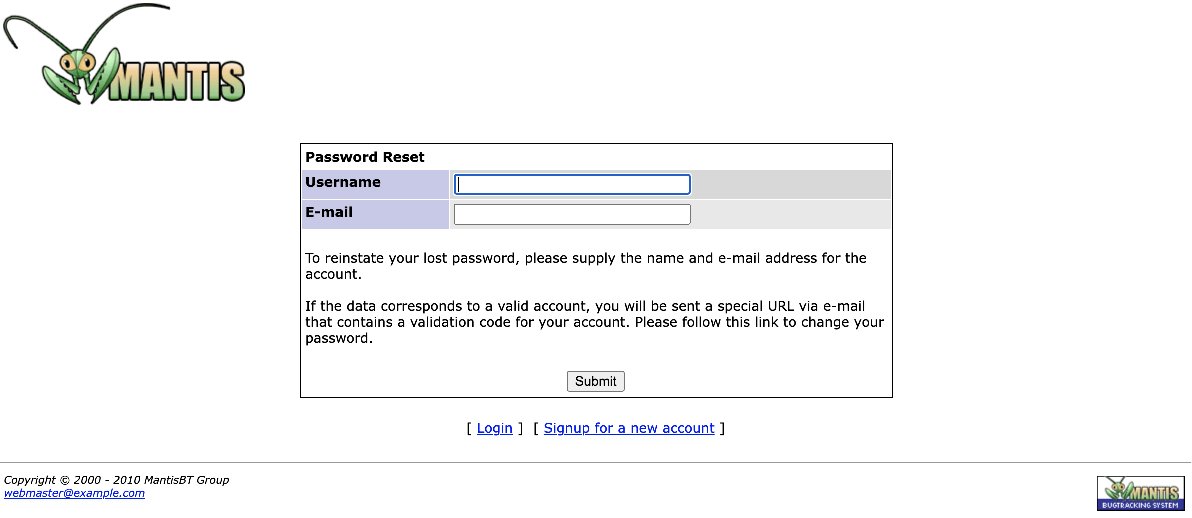 MANTIS
Password Reset
Username
E-mail
To reinstate your lost password, please supply the name and e-mail address for the
account.
If the data corresponds to a valid account, you will be sent a special URL via e-mail
that contains a validation code for your account. Please follow this link to change your
password.
Submit
[ Login ] [ Signup for a new account ]
Copyright © 2000 - 2010 MantisBT Group
webmaster@example.com
MANTIS
BUGTRACKING SYSTEM